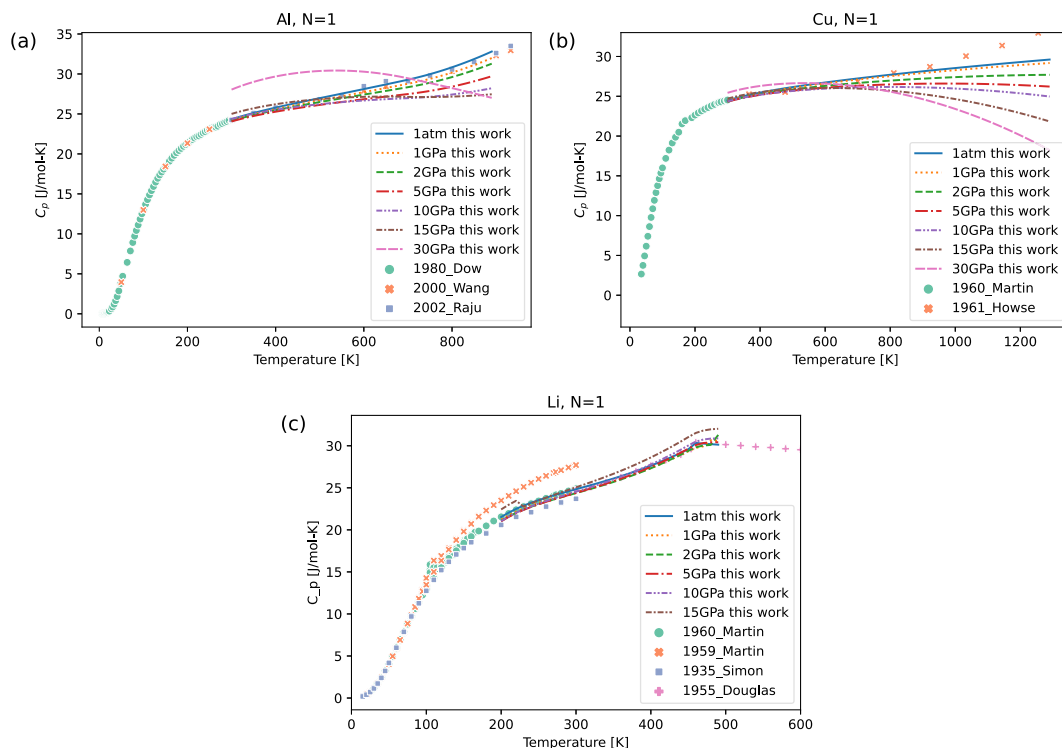 (a)
Al, N=1
35
30
25
20
15
10
5
0
C_p [J/mol-K]
0
200
400
600
800
Temperature [K]
1atm this work
1GPa this work
2GPa this work
5GPa this work
10GPa this work
15GPa this work
30GPa this work
1980_Dow
2000_Wang
2002_Raju
(b)
Cu, N=1
30
25
20
15
10
5
0
C_p [J/mol-K]
0
200
400
600
800
1000
1200
Temperature [K]
1atm this work
1GPa this work
2GPa this work
5GPa this work
10GPa this work
15GPa this work
30GPa this work
1960_Martin
1961_Howse
(c)
Li, N=1
30
25
20
15
10
5
0
C_p [J/mol-K]
0
100
200
300
400
500
600
Temperature [K]
1atm this work
1GPa this work
2GPa this work
5GPa this work
10GPa this work
15GPa this work
1960_Martin
1959_Martin
1935_Simon
1955_Douglas